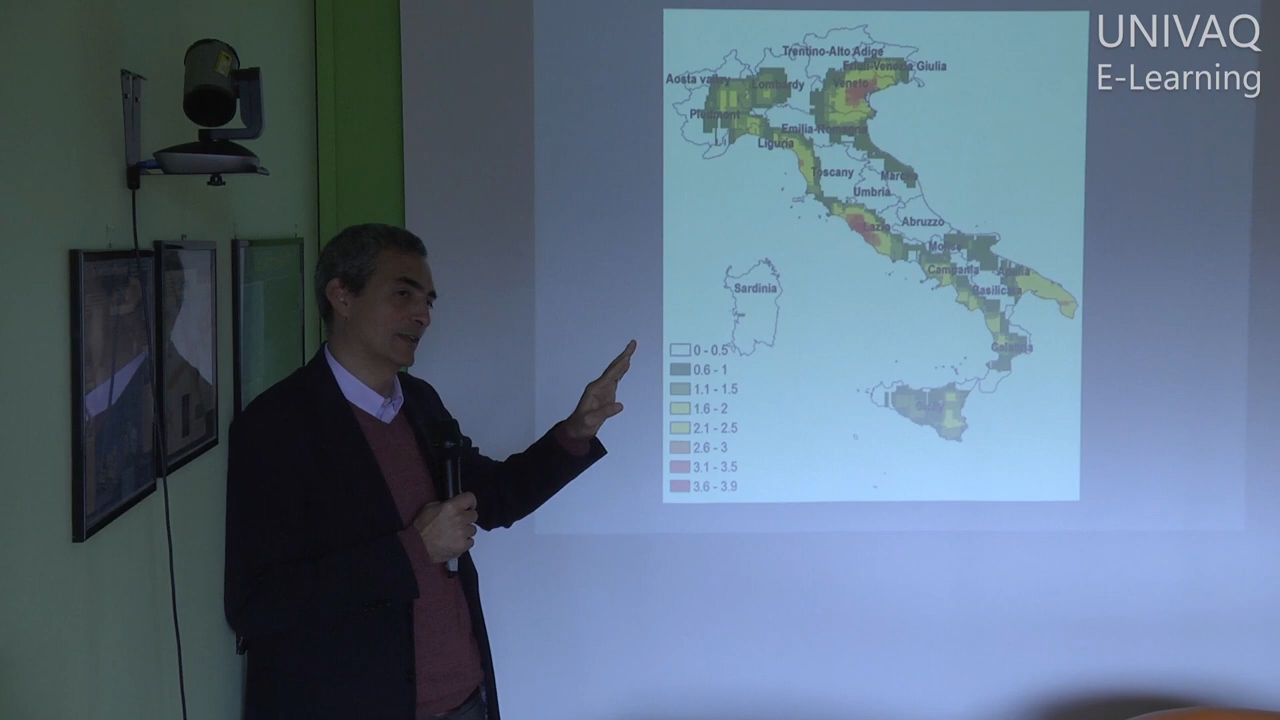 UNIVAQ
E-Learning
Trentino-Alto Adige
Friuli-Venezia Giulia
Aosta valley
Lombardy
Veneto
Piedmont
Emilia-Romagna
Liguria
Toscany
Marche
Umbria
Abruzzo
Lazio
Molise
Campania
Apulia
Basilicata
Sardinia
Calabria
0 - 0.5
0.6 - 1
1.1 - 1.5
1.6 - 2
2.1 - 2.5
2.6 - 3
3.1 - 3.5
3.6 - 3.9